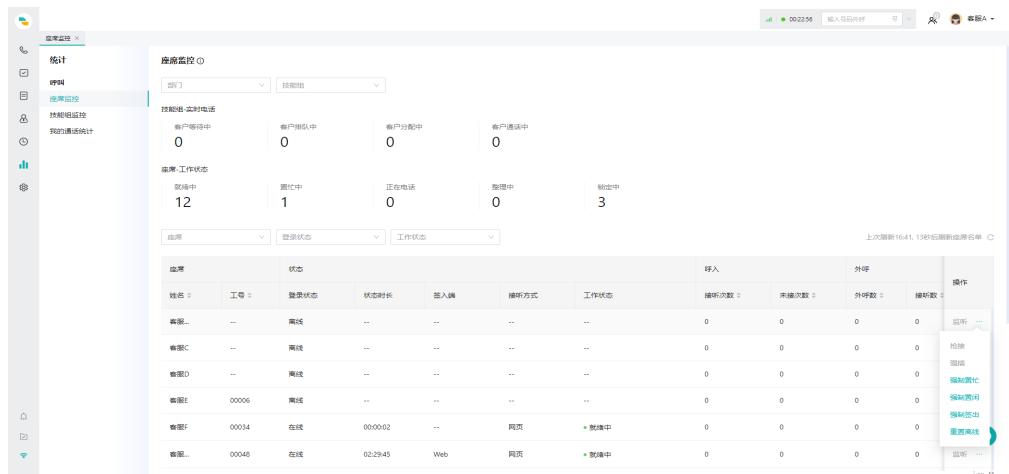 00:22:56 输入号码外呼 客服A
座席监控 ×
统计
呼叫
座席监控
技能组监控
我的通话统计
座席监控
部门 技能组
技能组-实时电话
客户等待中 客户排队中 客户分配中 客户通话中
0 0 0 0
座席-工作状态
就绪中 置忙中 正在电话 整理中 锁定中
12 1 0 0 3
座席 登录状态 工作状态 上次刷新16:41, 13秒后刷新座席名单
座席 状态 呼入 外呼 操作
姓名 工号 登录状态 状态时长 签入端 接听方式 工作状态 接听次数 未接次数 外呼数 接听数
客服... -- 离线 -- -- -- -- 0 0 0 0 监听 ···
客服C -- 离线 -- -- -- -- 0 0 0 0
客服D -- 离线 -- -- -- -- 0 0 0 0
客服E 00006 离线 -- -- -- -- 0 0 0 0
客服F 00034 在线 00:00:02 -- 网页 就绪中 0 0 0 0
客服... 00048 在线 02:29:45 Web 网页 就绪中 0 0 0 0 监听 ···
抢接
强插
强制置忙
强制置闲
强制签出
重置离线